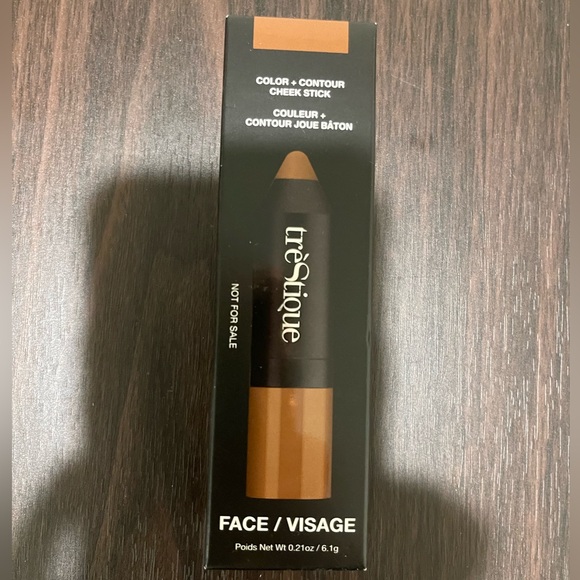 COLOR + CONTOUR
CHEEK STICK
COULEUR +
CONTOUR JOUE BÂTON
trèStique
NOT FOR SALE
FACE / VISAGE
Poids Net Wt 0.21oz / 6.1g